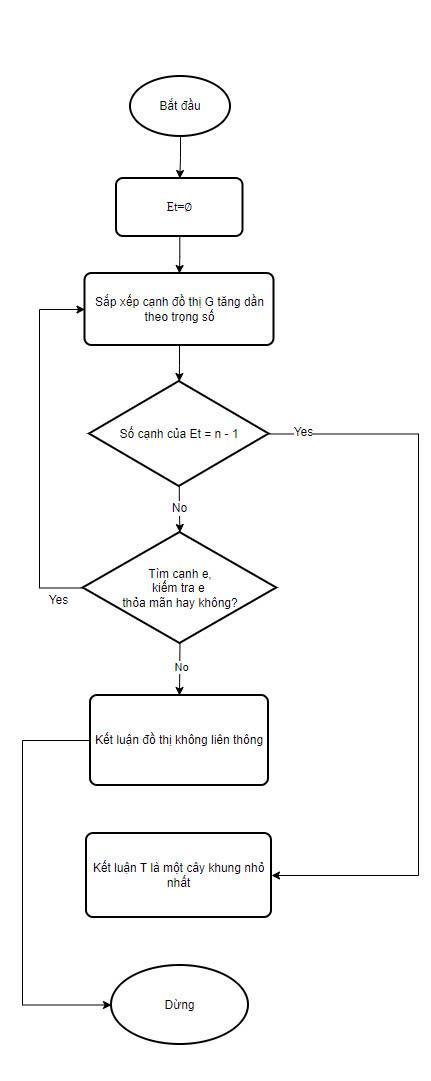 Bắt đầu
Et=∅
Sắp xếp cạnh đồ thị G tăng dần
theo trọng số
Số cạnh của Et = n - 1
Yes
No
Tìm cạnh e,
kiểm tra e
thỏa mãn hay không?
Yes
No
Kết luận đồ thị không liên thông
Kết luận T là một cây khung nhỏ
nhất
Dừng